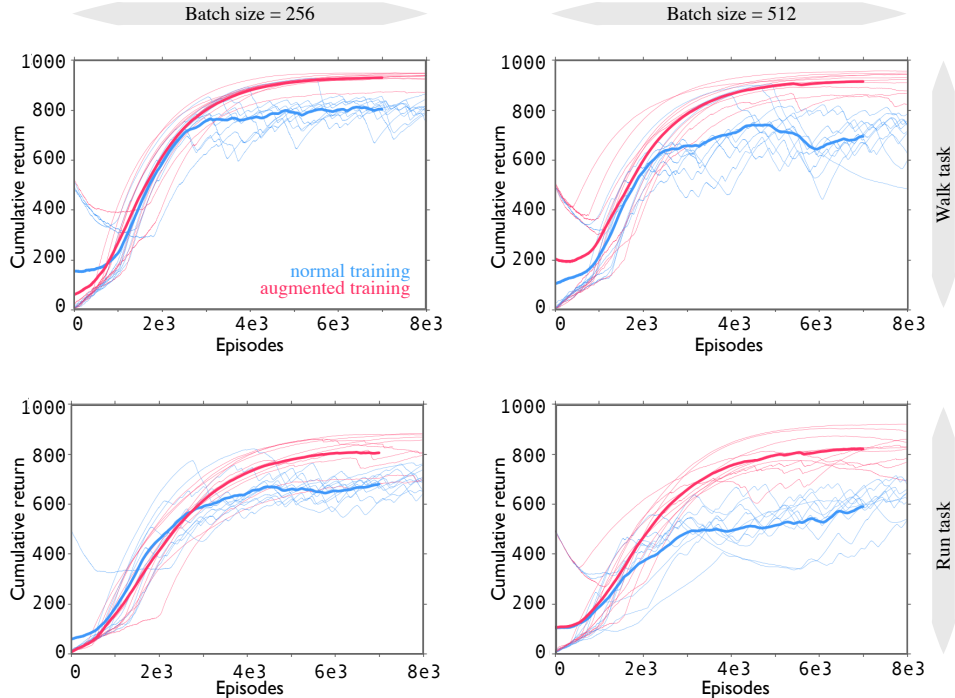 Batch size = 256
Batch size = 512
1000
800
600
400
200
0
Cumulative return
normal training
augmented training
0
2e3
4e3
6e3
8e3
Episodes
1000
800
600
400
200
0
Cumulative return
0
2e3
4e3
6e3
8e3
Episodes
Walk task
1000
800
600
400
200
0
Cumulative return
0
2e3
4e3
6e3
8e3
Episodes
1000
800
600
400
200
0
Cumulative return
0
2e3
4e3
6e3
8e3
Episodes
Run task